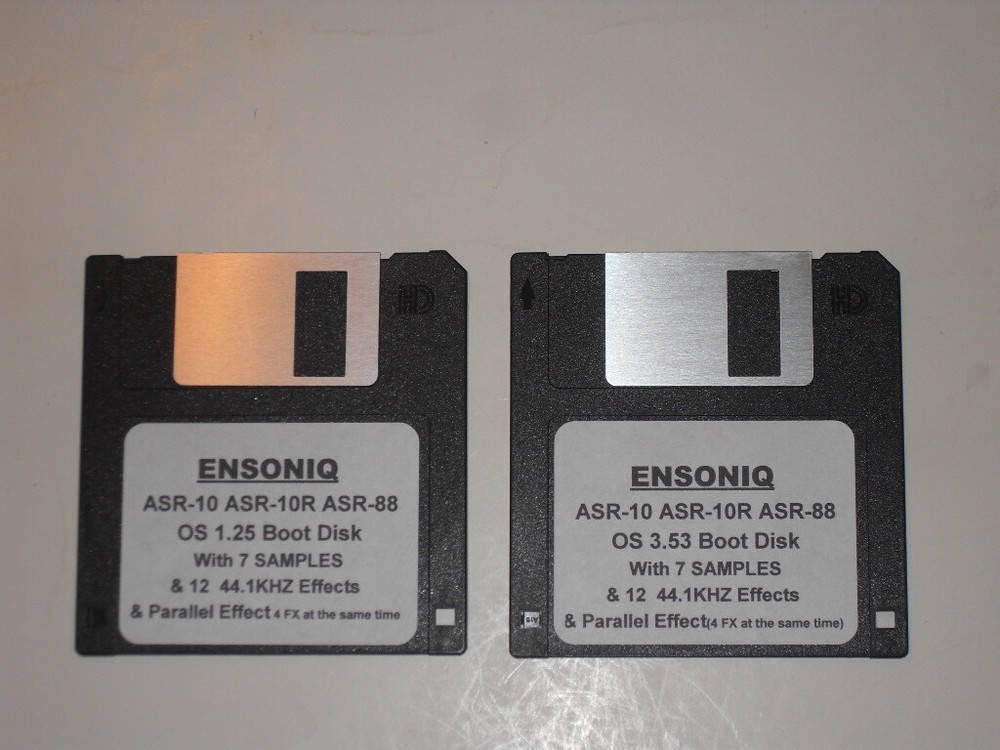 HD
ENSONIQ
ASR-10 ASR-10R ASR-88
OS 1.25 Boot Disk
With 7 SAMPLES
& 12 44.1KHZ Effects
& Parallel Effect 4 FX at the same time
HD
ENSONIQ
ASR-10 ASR-10R ASR-88
OS 3.53 Boot Disk
With 7 SAMPLES
& 12 44.1KHZ Effects
& Parallel Effect(4 FX at the same time)